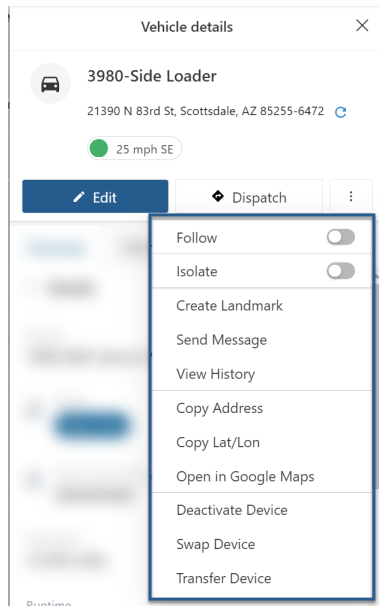 Vehicle details
3980-Side Loader
21390 N 83rd St, Scottsdale, AZ 85255-6472
25 mph SE
Edit
Dispatch
Follow
Isolate
Create Landmark
Send Message
View History
Copy Address
Copy Lat/Lon
Open in Google Maps
Deactivate Device
Swap Device
Transfer Device
Runtime